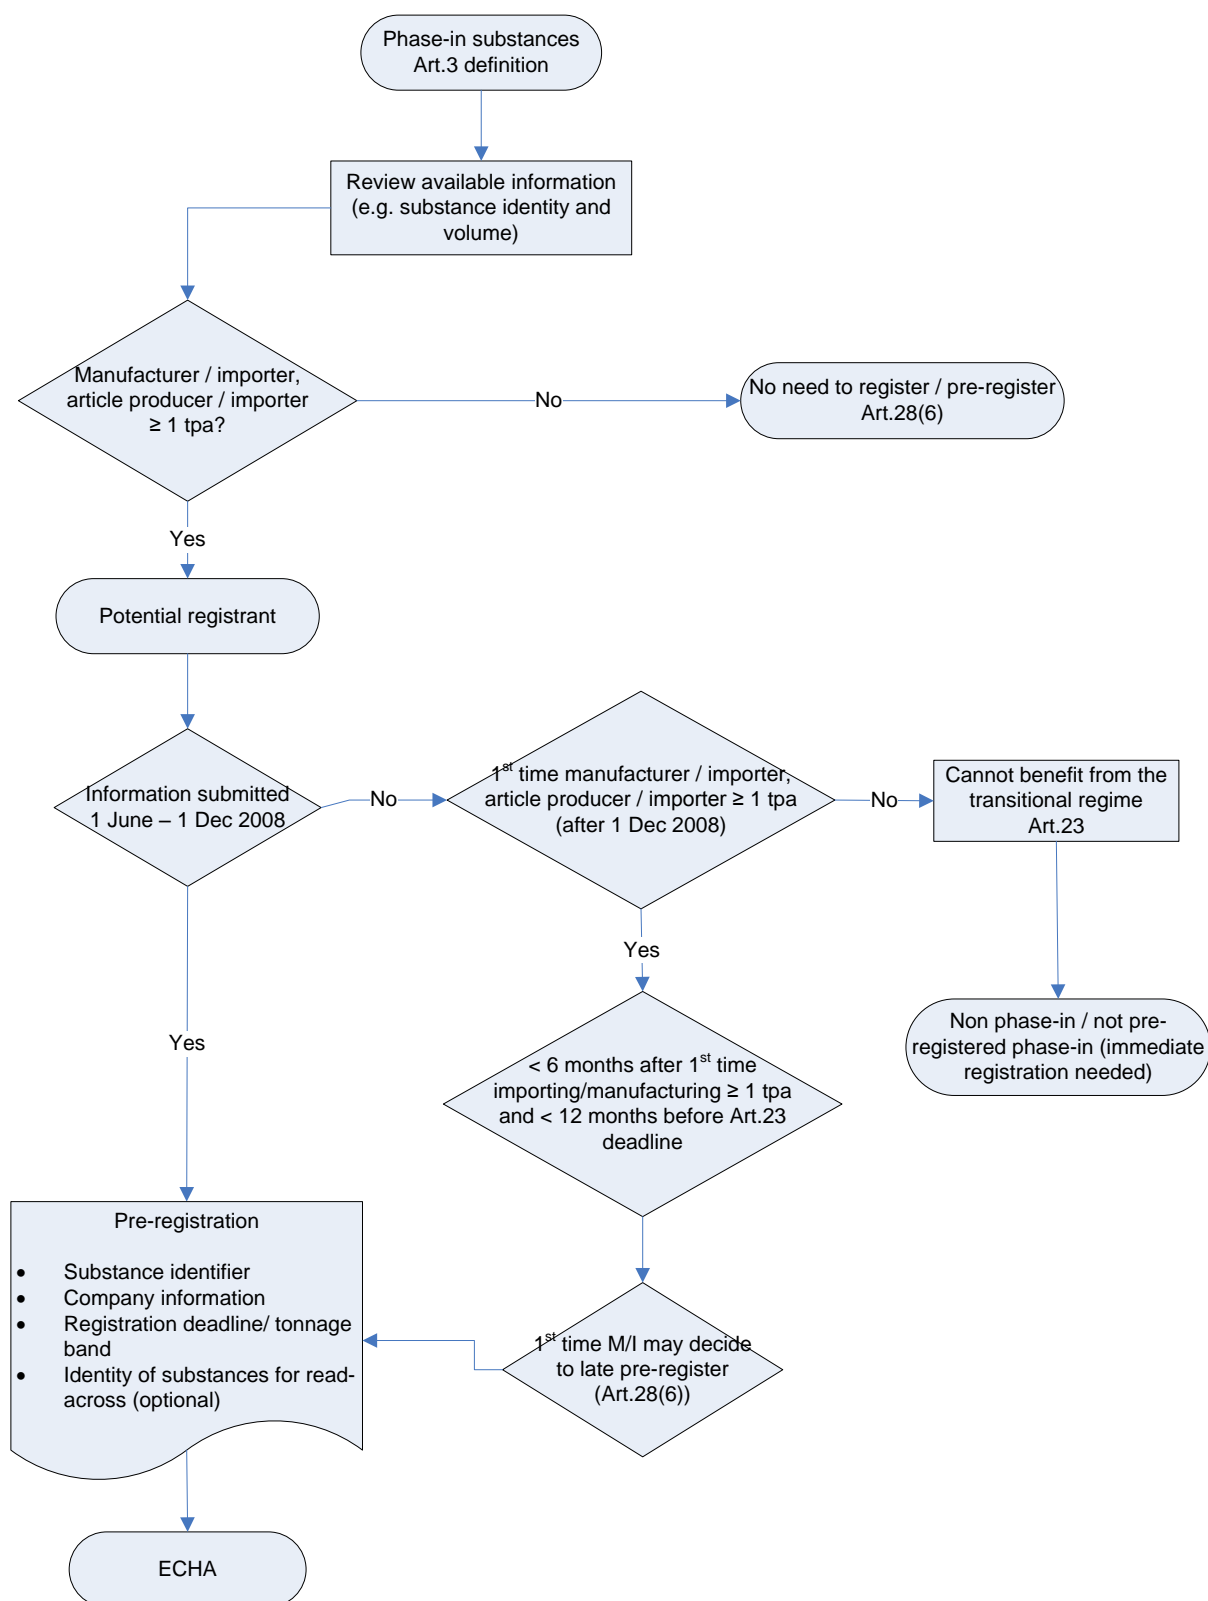 Phase-in substances
Art.3 definition
Review available information
(e.g. substance identity and
volume)
Manufacturer / importer,
article producer / importer
≥ 1 tpa?
No
No need to register / pre-register
Art.28(6)
Yes
Potential registrant
Information submitted
1 June – 1 Dec 2008
No
1st time manufacturer / importer,
article producer / importer ≥ 1 tpa
(after 1 Dec 2008)
No
Cannot benefit from the
transitional regime
Art.23
Yes
Non phase-in / not pre-
registered phase-in (immediate
registration needed)
Yes
< 6 months after 1st time
importing/manufacturing ≥ 1 tpa
and < 12 months before Art.23
deadline
Pre-registration
• Substance identifier
• Company information
• Registration deadline/ tonnage
band
• Identity of substances for read-
across (optional)
1st time M/I may decide
to late pre-register
(Art.28(6))
ECHA